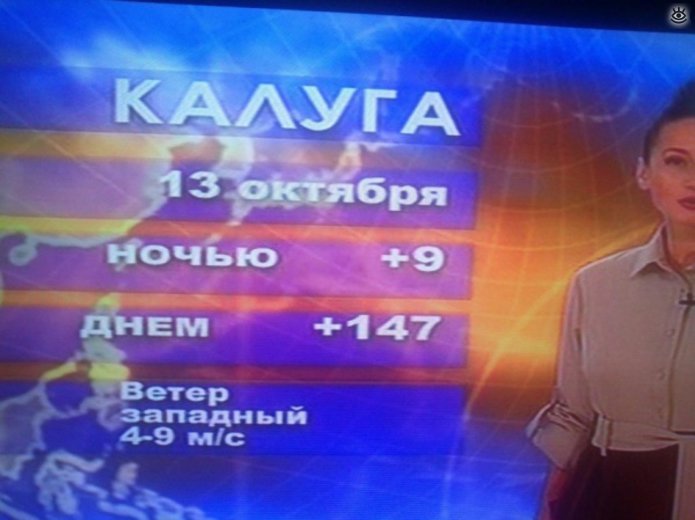 КАЛУГА
13 октября
ночью +9
днем +147
Ветер
западный
4-9 м/с